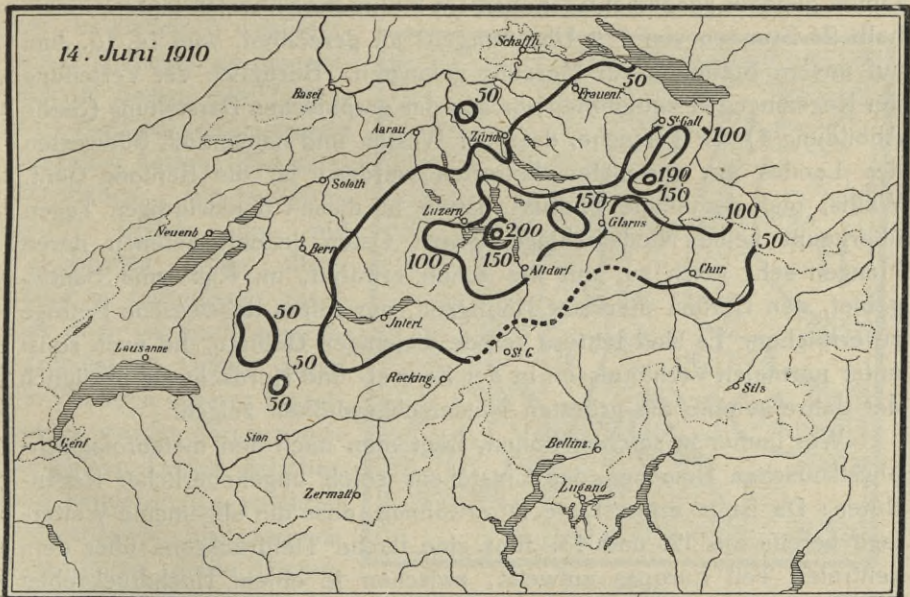 14. Juni 1910
Schaffh.
50
Basel
50
Frauenf.
Aarau
Zürich
St Gall
100
Soloth
190
150
Luzern
150
Glarus
100
Neuenb
200
50
Bern
150
100
Altdorf
Chur
50
Interl.
Lausanne
50
St G.
Recking.
50
Sils
Sion
Bellinz.
Genf
Lugano
Zermatt